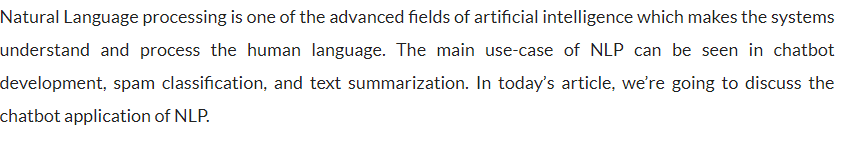 Natural Language processing is one of the advanced fields of artificial intelligence which makes the systems
understand and process the human language. The main use-case of NLP can be seen in chatbot
development, spam classification, and text summarization. In today’s article, we’re going to discuss the
chatbot application of NLP.